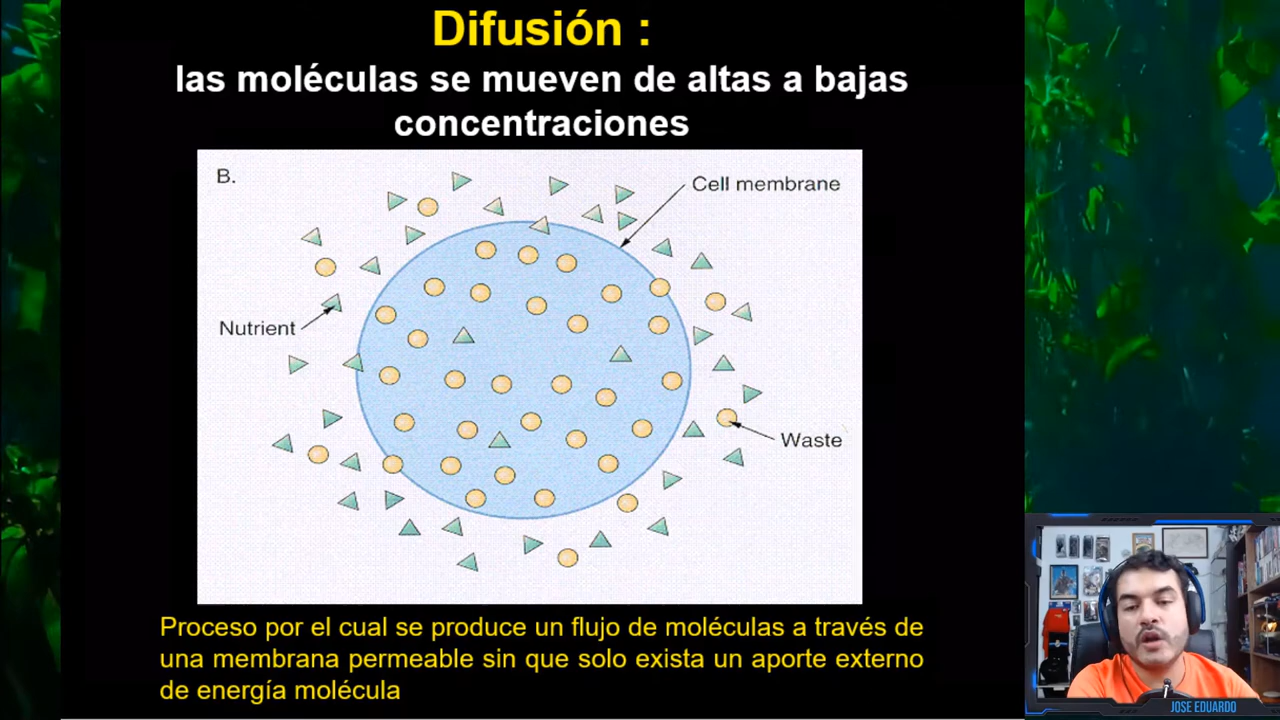 Difusión :
las moléculas se mueven de altas a bajas
concentraciones
B.
Cell membrane
Nutrient
Waste
Proceso por el cual se produce un flujo de moléculas a través de
una membrana permeable sin que solo exista un aporte externo
de energía molécula
JOSE EDUARDO